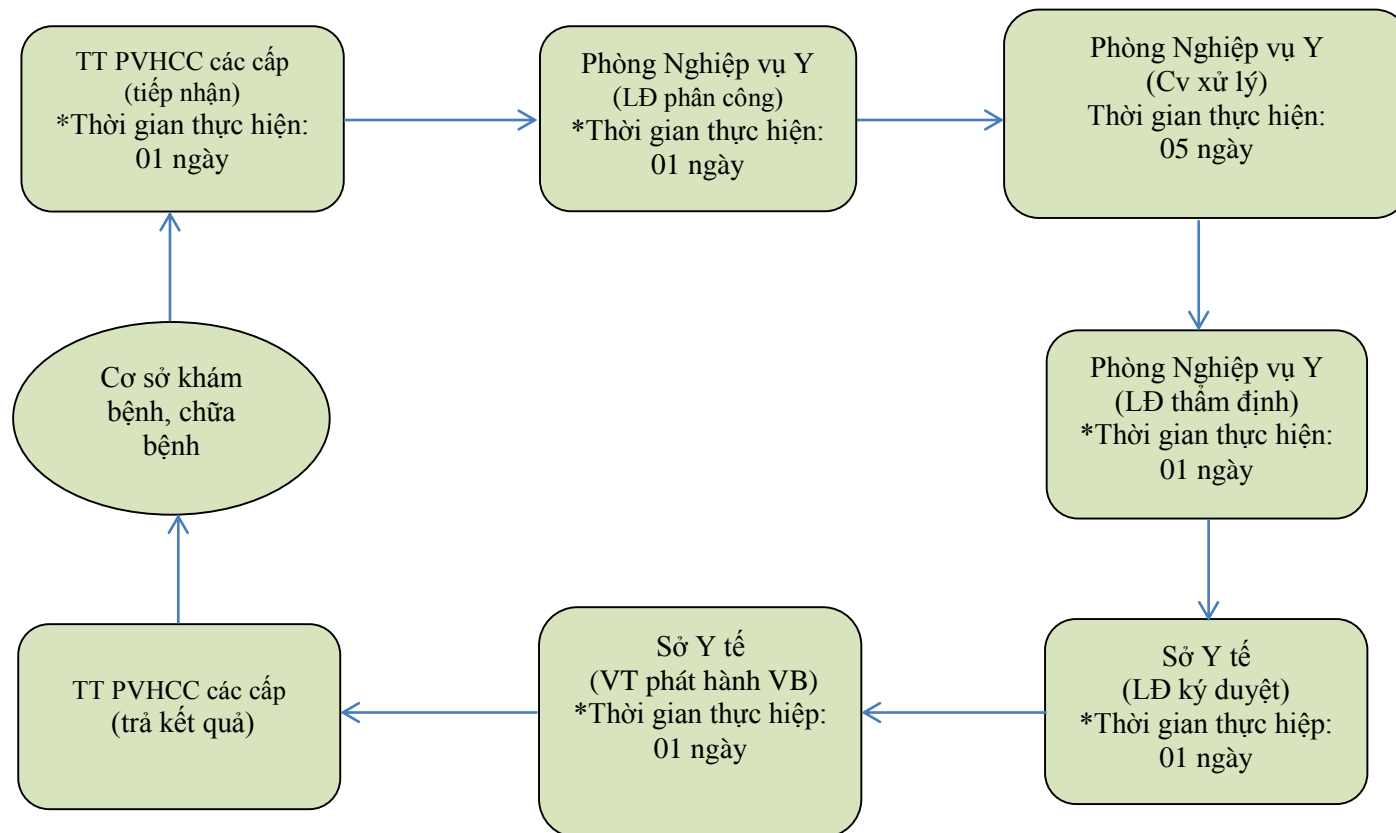 TT PVHCC các cấp
(tiếp nhận)
*Thời gian thực hiện:
01 ngày
Phòng Nghiệp vụ Y
(LĐ phân công)
*Thời gian thực hiện:
01 ngày
Phòng Nghiệp vụ Y
(Cv xử lý)
Thời gian thực hiện:
05 ngày
Phòng Nghiệp vụ Y
(LĐ thẩm định)
*Thời gian thực hiện:
01 ngày
Sở Y tế
(LĐ ký duyệt)
*Thời gian thực hiệp:
01 ngày
Sở Y tế
(VT phát hành VB)
*Thời gian thực hiệp:
01 ngày
TT PVHCC các cấp
(trả kết quả)
Cơ sở khám
bệnh, chữa
bệnh